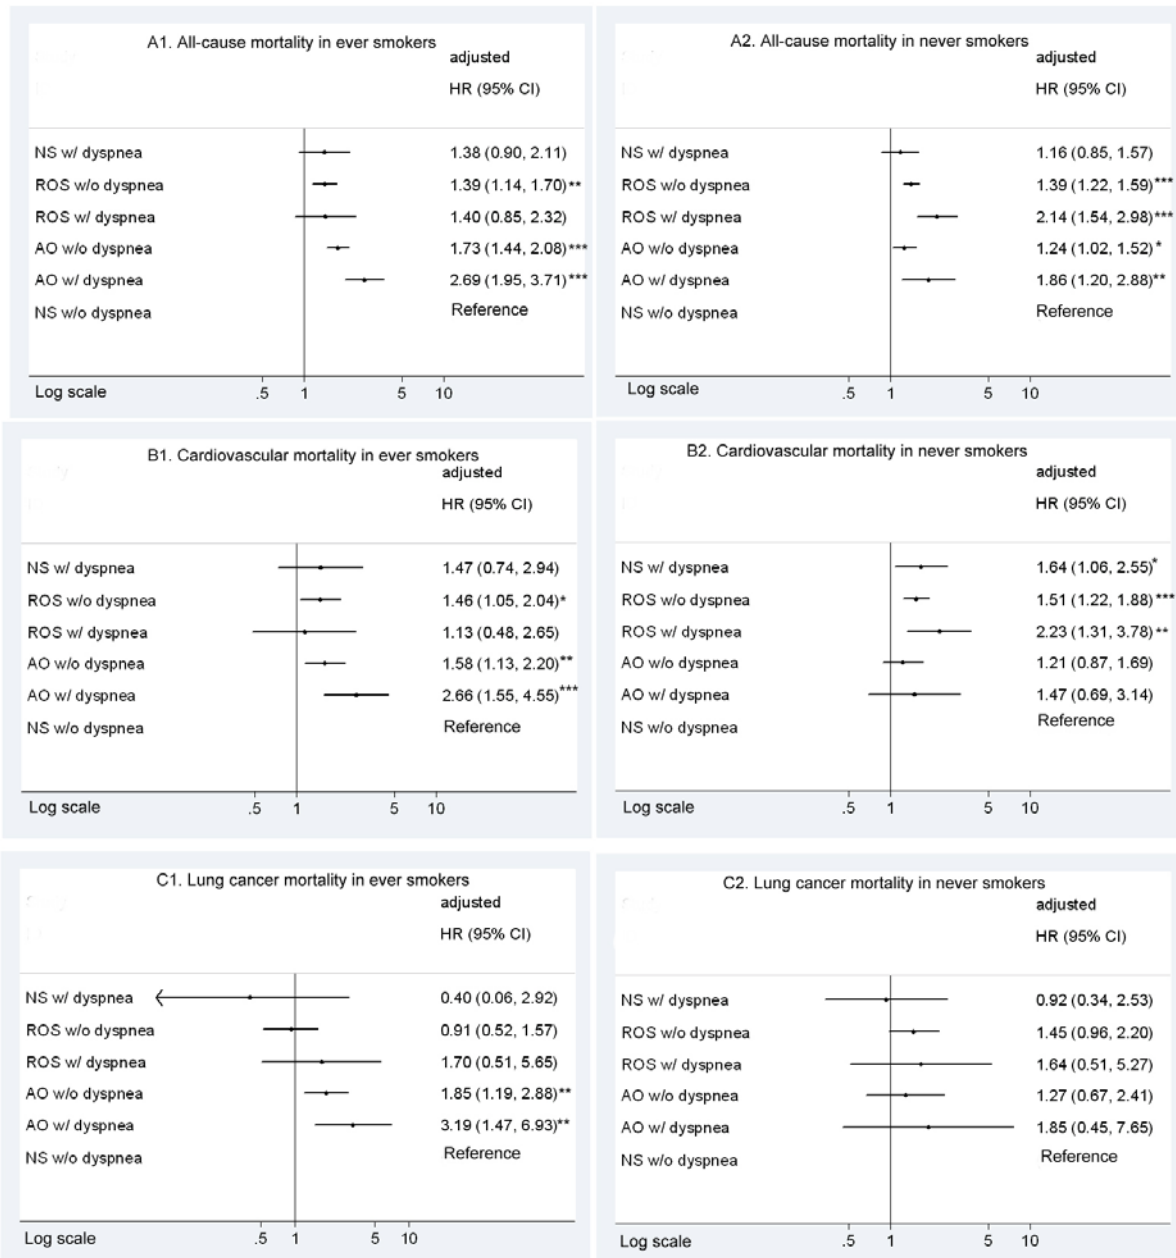 A1. All-cause mortality in ever smokers
adjusted
HR (95% CI)
NS w/ dyspnea 1.38 (0.90, 2.11)
ROS w/o dyspnea 1.39 (1.14, 1.70)**
ROS w/ dyspnea 1.40 (0.85, 2.32)
AO w/o dyspnea 1.73 (1.44, 2.08)***
AO w/ dyspnea 2.69 (1.95, 3.71)***
NS w/o dyspnea Reference
Log scale .5 1 5 10
A2. All-cause mortality in never smokers
adjusted
HR (95% CI)
NS w/ dyspnea 1.16 (0.85, 1.57)
ROS w/o dyspnea 1.39 (1.22, 1.59)***
ROS w/ dyspnea 2.14 (1.54, 2.98)***
AO w/o dyspnea 1.24 (1.02, 1.52)*
AO w/ dyspnea 1.86 (1.20, 2.88)**
NS w/o dyspnea Reference
Log scale .5 1 5 10
B1. Cardiovascular mortality in ever smokers
adjusted
HR (95% CI)
NS w/ dyspnea 1.47 (0.74, 2.94)
ROS w/o dyspnea 1.46 (1.05, 2.04)*
ROS w/ dyspnea 1.13 (0.48, 2.65)
AO w/o dyspnea 1.58 (1.13, 2.20)**
AO w/ dyspnea 2.66 (1.55, 4.55)***
NS w/o dyspnea Reference
Log scale .5 1 5 10
B2. Cardiovascular mortality in never smokers
adjusted
HR (95% CI)
NS w/ dyspnea 1.64 (1.06, 2.55)*
ROS w/o dyspnea 1.51 (1.22, 1.88)***
ROS w/ dyspnea 2.23 (1.31, 3.78)**
AO w/o dyspnea 1.21 (0.87, 1.69)
AO w/ dyspnea 1.47 (0.69, 3.14)
NS w/o dyspnea Reference
Log scale .5 1 5 10
C1. Lung cancer mortality in ever smokers
adjusted
HR (95% CI)
NS w/ dyspnea 0.40 (0.06, 2.92)
ROS w/o dyspnea 0.91 (0.52, 1.57)
ROS w/ dyspnea 1.70 (0.51, 5.65)
AO w/o dyspnea 1.85 (1.19, 2.88)**
AO w/ dyspnea 3.19 (1.47, 6.93)**
NS w/o dyspnea Reference
Log scale .5 1 5 10
C2. Lung cancer mortality in never smokers
adjusted
HR (95% CI)
NS w/ dyspnea 0.92 (0.34, 2.53)
ROS w/o dyspnea 1.45 (0.96, 2.20)
ROS w/ dyspnea 1.64 (0.51, 5.27)
AO w/o dyspnea 1.27 (0.67, 2.41)
AO w/ dyspnea 1.85 (0.45, 7.65)
NS w/o dyspnea Reference
Log scale .5 1 5 10